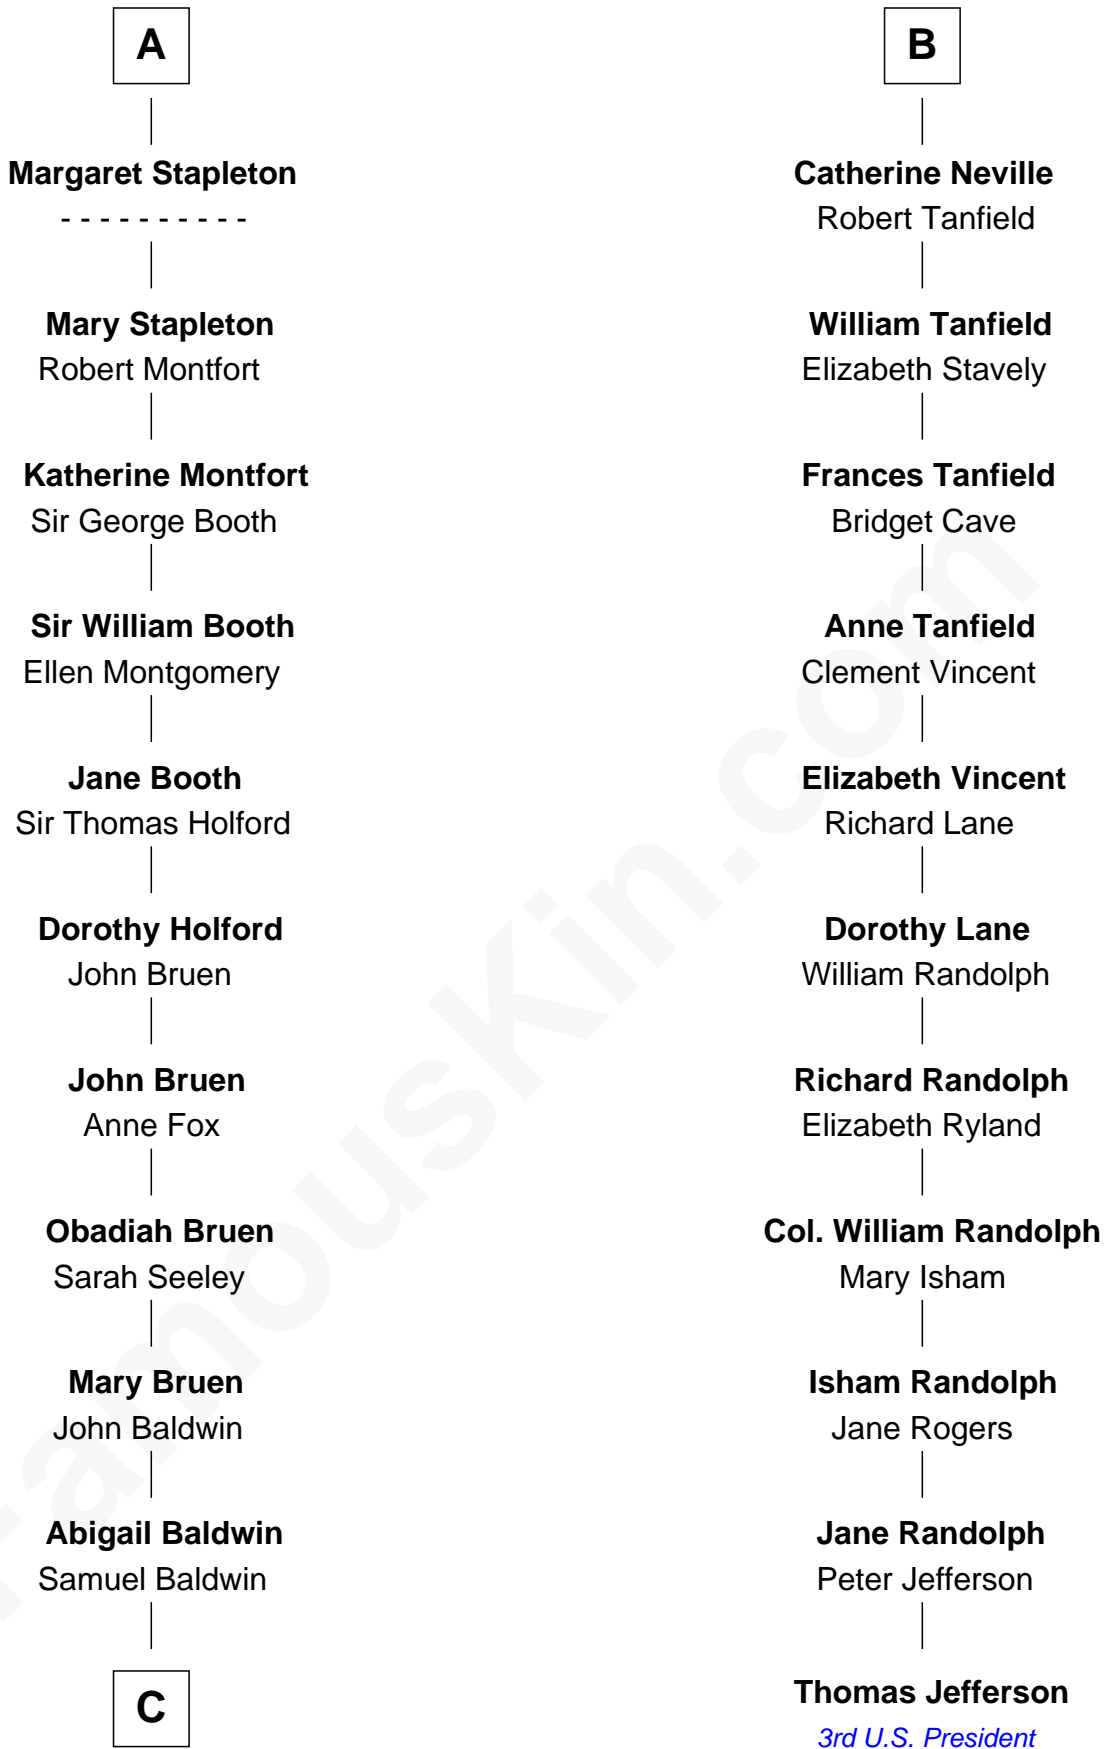 A
Margaret Stapleton
- - - - - - - - - -
Mary Stapleton
Robert Montfort
Katherine Montfort
Sir George Booth
Sir William Booth
Ellen Montgomery
Jane Booth
Sir Thomas Holford
Dorothy Holford
John Bruen
John Bruen
Anne Fox
Obadiah Bruen
Sarah Seeley
Mary Bruen
John Baldwin
Abigail Baldwin
Samuel Baldwin
C
B
Catherine Neville
Robert Tanfield
William Tanfield
Elizabeth Stavely
Frances Tanfield
Bridget Cave
Anne Tanfield
Clement Vincent
Elizabeth Vincent
Richard Lane
Dorothy Lane
William Randolph
Richard Randolph
Elizabeth Ryland
Col. William Randolph
Mary Isham
Isham Randolph
Jane Rogers
Jane Randolph
Peter Jefferson
Thomas Jefferson
3rd U.S. President
FamousKin.com